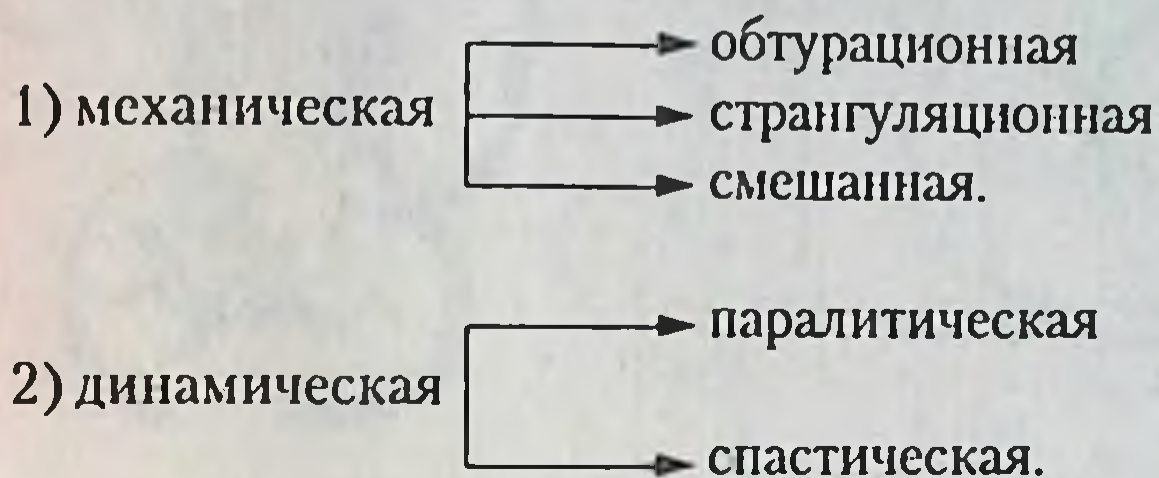 обтурационная
1) механическая
странгуляционная
смешанная.
паралитическая
2) динамическая
спастическая.